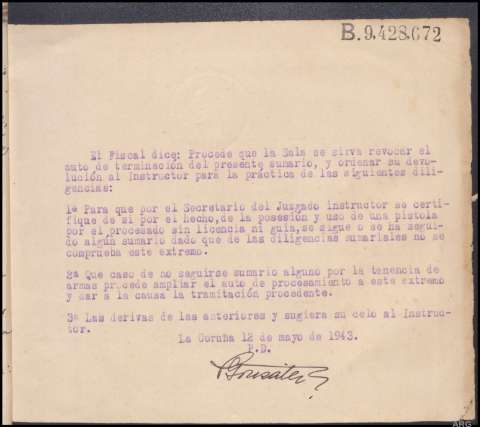 B.9.428.672
El Fiscal dice: Procede que la Sala se sirva revocar el
auto de terminación del presente sumario, y ordenar su devo-
lución al Instructor para la práctica de las siguientes dili-
gencias:
1ª Para que por el Secretario del Juzgado instructor se certi-
fique de si por el hecho, de la posesión y uso de una pistola
por el procesado sin licencia ni guía, se sigue o se ha segui-
do algún sumario dado que de las diligencias sumariales no se
comprueba este extremo.
2ª Que caso de no seguirse sumario alguno por la tenencia de
armas procede ampliar el auto de procesamiento a este extremo
y dar a la causa la tramitación procedente.
3ª Las derivas de las anteriores y sugiera su celo al Instruc-
tor.
La Coruña 12 de mayo de 1943.
P.D.
González
ARG